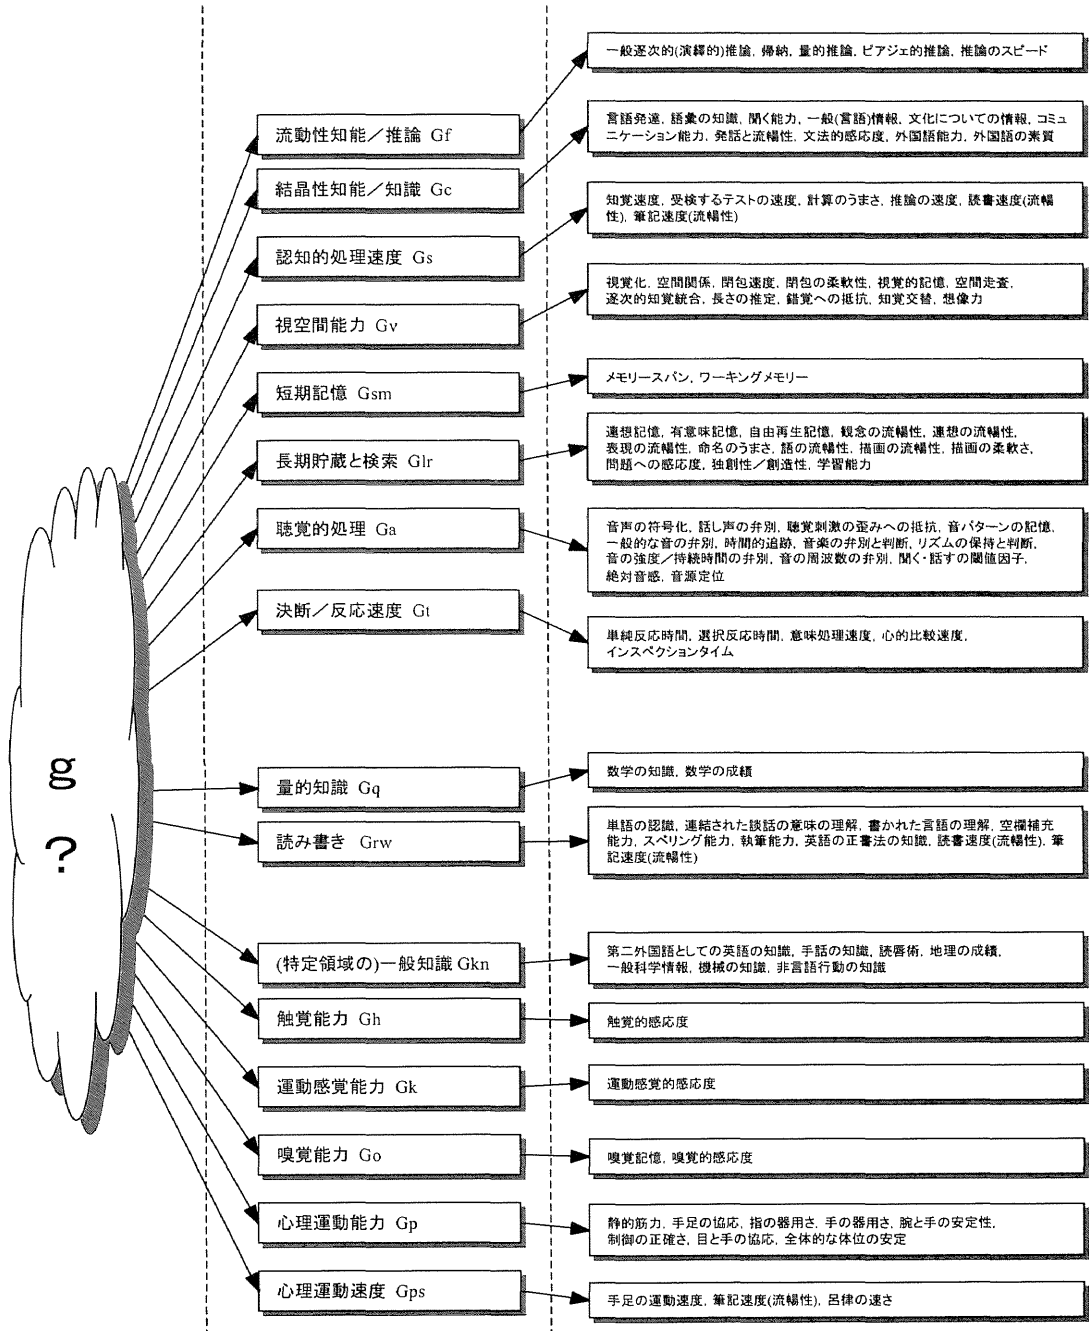 g
?
流動性知能／推論 Gf
一般逐次的(演繹的)推論, 帰納, 量的推論, ピアジェ的推論, 推論のスピード
結晶性知能／知識 Gc
言語発達, 語彙の知識, 聞く能力, 一般(言語)情報, 文化についての情報, コミュ
ニケーション能力, 発話と流暢性, 文法的感応度, 外国語能力, 外国語の素質
認知的処理速度 Gs
知覚速度, 受検するテストの速度, 計算のうまさ, 推論の速度, 読書速度(流暢
性), 筆記速度(流暢性)
視空間能力 Gv
視覚化, 空間関係, 閉包速度, 閉包の柔軟性, 視覚的記憶, 空間走査,
逐次的知覚統合, 長さの推定, 錯覚への抵抗, 知覚交替, 想像力
短期記憶 Gsm
メモリースパン, ワーキングメモリー
長期貯蔵と検索 Glr
連想記憶, 有意味記憶, 自由再生記憶, 観念の流暢性, 連想の流暢性,
表現の流暢性, 命名のうまさ, 語の流暢性, 描画の流暢性, 描画の柔軟さ,
問題への感応度, 独創性／創造性, 学習能力
聴覚的処理 Ga
音声の符号化, 話し声の弁別, 聴覚刺激の歪みへの抵抗, 音パターンの記憶,
一般的な音の弁別, 時間的追跡, 音楽の弁別と判断, リズムの保持と判断,
音の強度／持続時間の弁別, 音の周波数の弁別, 聞く・話すの閾値因子,
絶対音感, 音源定位
決断／反応速度 Gt
単純反応時間, 選択反応時間, 意味処理速度, 心的比較速度,
インスペクションタイム
量的知識 Gq
数学の知識, 数学の成績
読み書き Grw
単語の認識, 連結された談話の意味の理解, 書かれた言語の理解, 空欄補充
能力, スペリング能力, 執筆能力, 英語の正書法の知識, 読書速度(流暢性), 筆
記速度(流暢性)
(特定領域の)一般知識 Gkn
第二外国語としての英語の知識, 手話の知識, 読唇術, 地理の成績,
一般科学情報, 機械の知識, 非言語行動の知識
触覚能力 Gh
触覚的感応度
運動感覚能力 Gk
運動感覚的感応度
嗅覚能力 Go
嗅覚記憶, 嗅覚的感応度
心理運動能力 Gp
静的筋力, 手足の協応, 指の器用さ, 手の器用さ, 腕と手の安定性,
制御の正確さ, 目と手の協応, 全体的な体位の安定
心理運動速度 Gps
手足の運動速度, 筆記速度(流暢性), 呂律の速さ